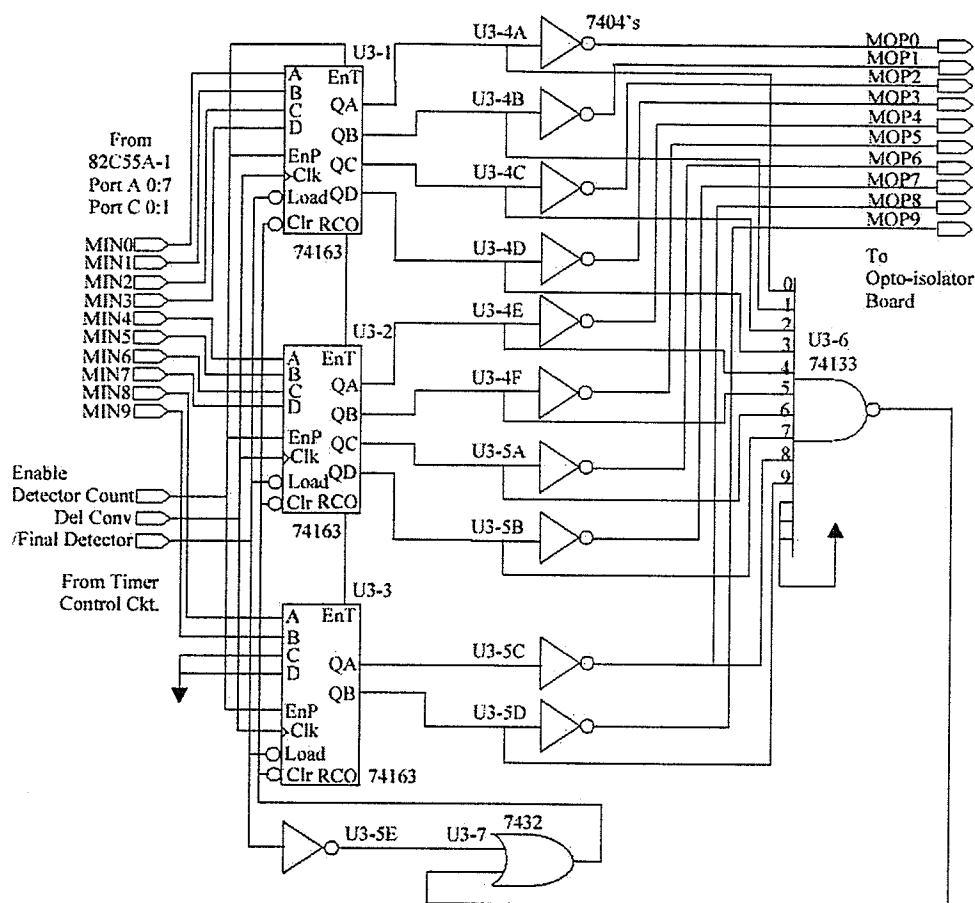 U3-4A
7404's
MOP0
MOP1
MOP2
MOP3
MOP4
MOP5
MOP6
MOP7
MOP8
MOP9
To
Opto-isolator
Board
U3-1
A
B
C
D
EnT
QA
QB
QC
QD
EnP
Clk
Load
Clr
RCO
74163
From
82C55A-1
Port A 0:7
Port C 0:1
MIN0
MIN1
MIN2
MIN3
MIN4
MIN5
MIN6
MIN7
MIN8
MIN9
U3-4B
U3-4C
U3-4D
U3-4E
U3-4F
U3-5A
U3-5B
U3-5C
U3-5D
U3-2
A
B
C
D
EnT
QA
QB
QC
QD
EnP
Clk
Load
Clr
RCO
74163
0
1
2
3
4
5
6
7
8
9
U3-6
74133
Enable
Detector Count
Del Conv
/Final Detector
From Timer
Control Ckt.
U3-3
A
B
C
D
EnT
QA
QB
EnP
Clk
Load
Clr
RCO
74163
U3-5E
U3-7
7432